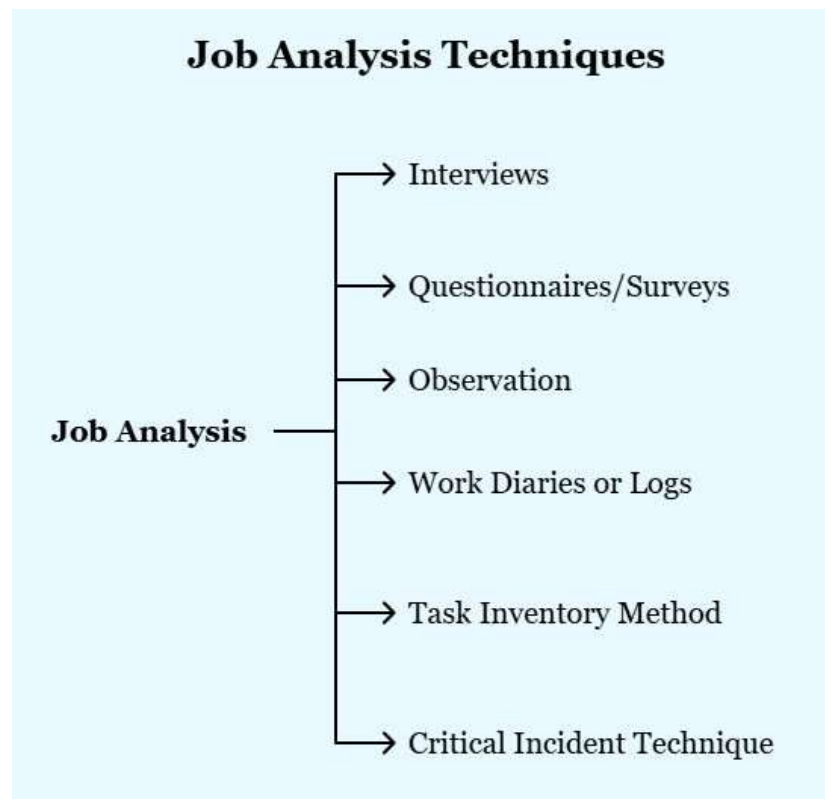 Job Analysis Techniques
Interviews
Questionnaires/Surveys
Observation
Job Analysis
Work Diaries or Logs
Task Inventory Method
Critical Incident Technique